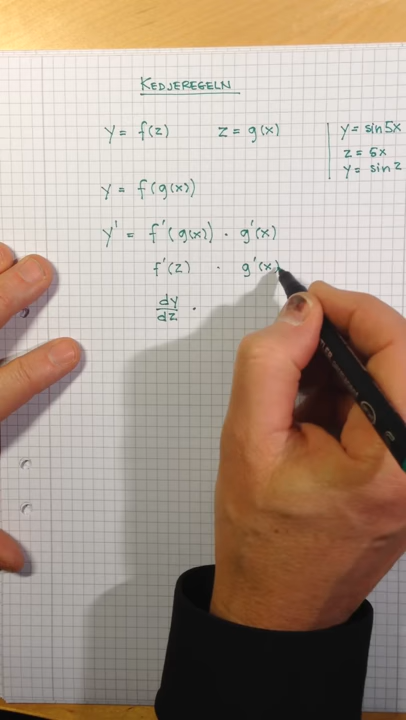 KEDJEREGELN
y = f(z) z = g(x)
y = sin 5x
z = 5x
y = sin z
y = f(g(x))
y' = f'(g(x)) · g'(x)
f'(z) · g'(x)
dy/dz ·